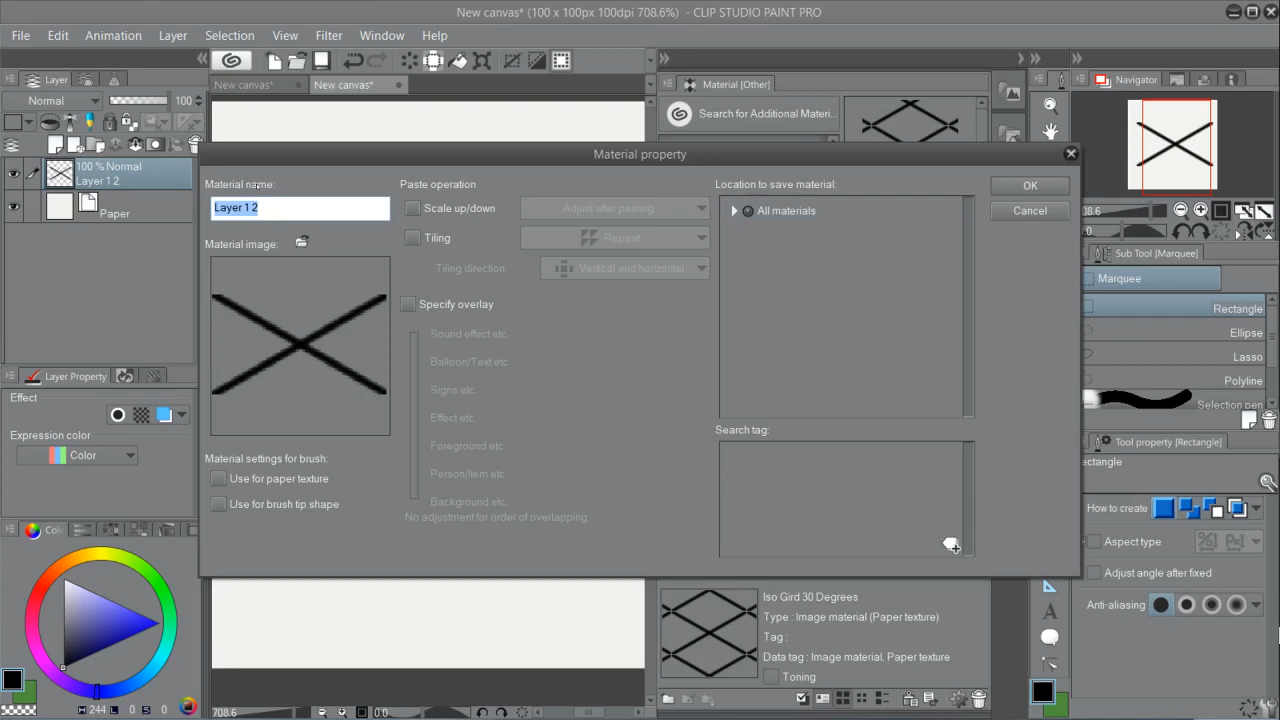 New canvas* (100 x 100px 100dpi 708.6%) - CLIP STUDIO PAINT PRO
File Edit Animation Layer Selection View Filter Window Help
Layer
New canvas* New canvas*
Material [Other]
Navigator
Normal 100
Search for Additional Materi...
100 % Normal
Layer 1 2
Paper
Material property
Material name:
Layer 1 2
Material image:
Material settings for brush:
Use for paper texture
Use for brush tip shape
Paste operation
Scale up/down Adjust after pasting
Tiling Repeat
Tiling direction: Vertical and horizontal
Specify overlay
Sound effect etc.
Balloon/Text etc.
Signs etc.
Effect etc.
Foreground etc.
Person/Item etc.
Background etc.
No adjustment for order of overlapping.
Location to save material:
All materials
Search tag:
OK
Cancel
08.6
.0
Sub Tool [Marquee]
Marquee
Rectangle
Ellipse
Lasso
Polyline
Selection pen
Tool property [Rectangle]
ectangle
How to create
Aspect type
Adjust angle after fixed
Anti-aliasing
Layer Property
Effect
Expression color
Color
Colo
H 244 L 0 S 0
Iso Gird 30 Degrees
Type : Image material (Paper texture)
Tag :
Data tag : Image material, Paper texture
Toning
708.6 0.0